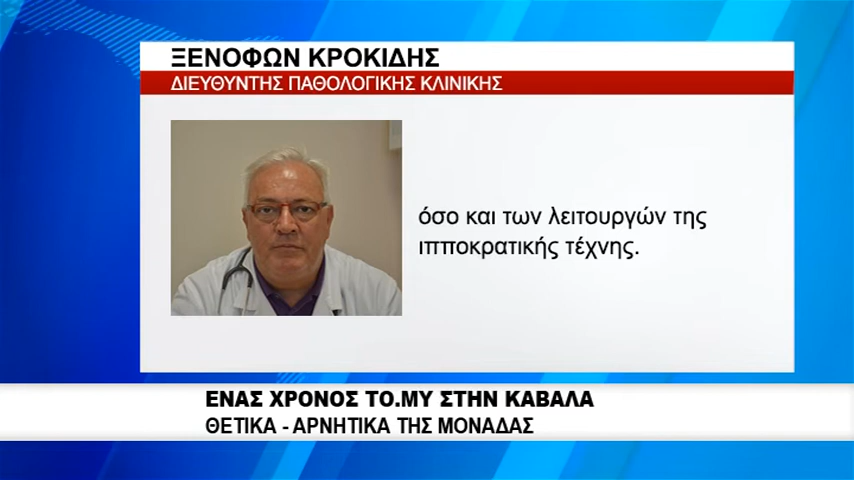 ΞΕΝΟΦΩΝ ΚΡΟΚΙΔΗΣ
ΔΙΕΥΘΥΝΤΗΣ ΠΑΘΟΛΟΓΙΚΗΣ ΚΛΙΝΙΚΗΣ
όσο και των λειτουργών της
ιπποκρατικής τέχνης.
ΕΝΑΣ ΧΡΟΝΟΣ ΤΟ.ΜΥ ΣΤΗΝ ΚΑΒΑΛΑ
ΘΕΤΙΚΑ - ΑΡΝΗΤΙΚΑ ΤΗΣ ΜΟΝΑΔΑΣ